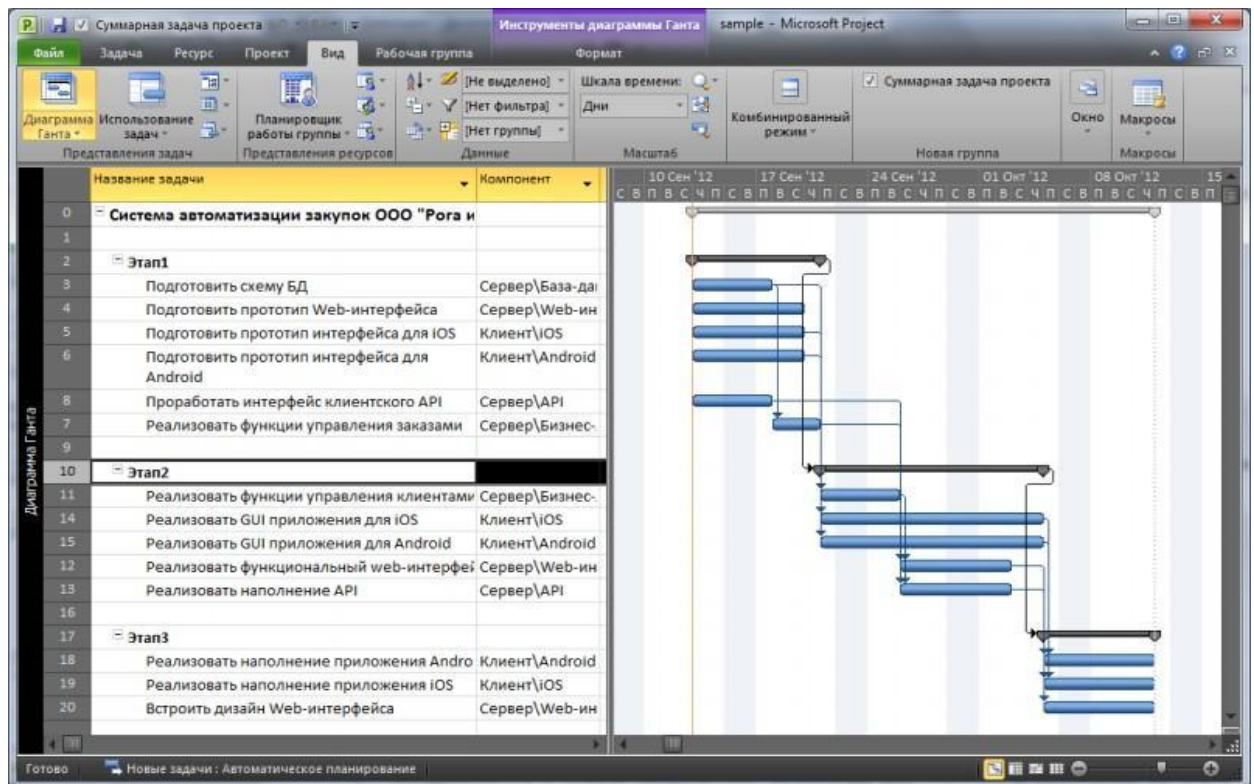 Суммарная задача проекта
Инструменты диаграммы Ганта
sample - Microsoft Project
Файл Задача Ресурс Проект Вид Рабочая группа Формат
Диаграмма Ганта
Использование задач
Планировщик работы группы
[Не выделено]
[Нет фильтра]
[Нет группы]
Шкала времени:
Дни
Комбинированный режим
Суммарная задача проекта
Окно
Макросы
Представления задач Представления ресурсов Данные Масштаб Новая группа Макросы
Название задачи Компонент
10 Сен '12 17 Сен '12 24 Сен '12 01 Окт '12 08 Окт '12 15
С В П В С Ч П С В П В С Ч П С В П В С Ч П С В П В С Ч П С В П В С Ч П С В П
0 Система автоматизации закупок ООО "Рога и
1
2 Этап1
3 Подготовить схему БД Сервер\База-да
4 Подготовить прототип Web-интерфейса Сервер\Web-ин
5 Подготовить прототип интерфейса для iOS Клиент\iOS
6 Подготовить прототип интерфейса для Клиент\Android
Android
8 Проработать интерфейс клиентского API Сервер\API
7 Реализовать функции управления заказами Сервер\Бизнес-
9
10 Этап2
11 Реализовать функции управления клиентами Сервер\Бизнес-
14 Реализовать GUI приложения для iOS Клиент\iOS
15 Реализовать GUI приложения для Android Клиент\Android
12 Реализовать функциональный web-интерфей Сервер\Web-ин
13 Реализовать наполнение API Сервер\API
16
17 Этап3
18 Реализовать наполнение приложения Andro Клиент\Android
19 Реализовать наполнение приложения iOS Клиент\iOS
20 Встроить дизайн Web-интерфейса Сервер\Web-ин
Диаграмма Ганта
Готово Новые задачи : Автоматическое планирование